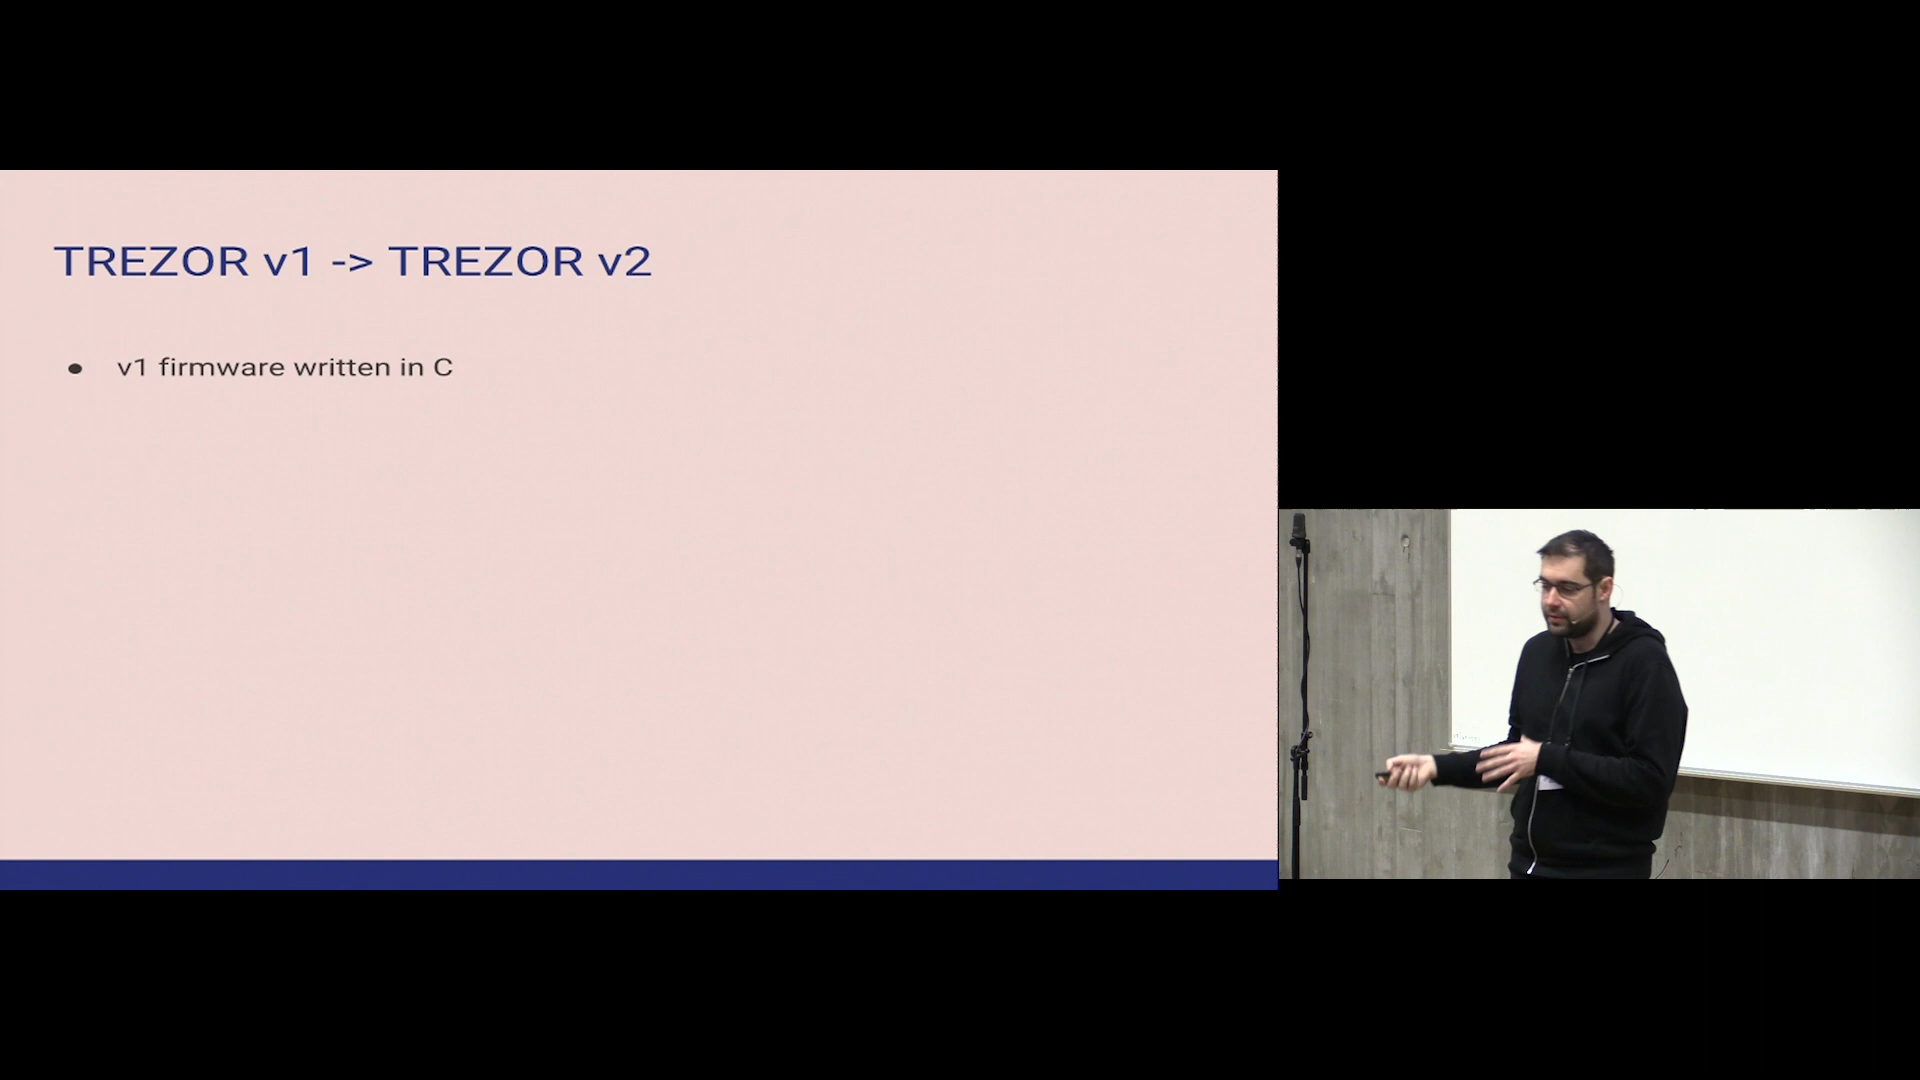 TREZOR v1 -> TREZOR v2
● v1 firmware written in C